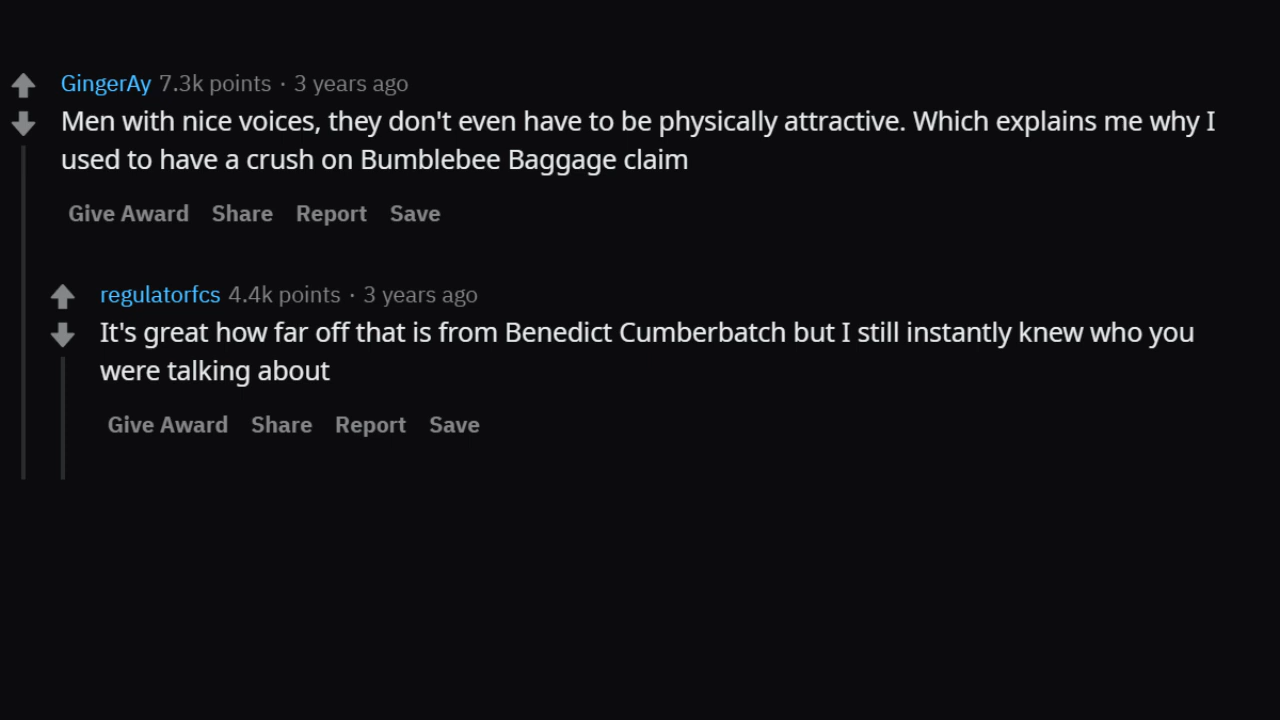 GingerAy 7.3k points · 3 years ago
Men with nice voices, they don't even have to be physically attractive. Which explains me why I
used to have a crush on Bumblebee Baggage claim
Give Award Share Report Save
regulatorfcs 4.4k points · 3 years ago
It's great how far off that is from Benedict Cumberbatch but I still instantly knew who you
were talking about
Give Award Share Report Save